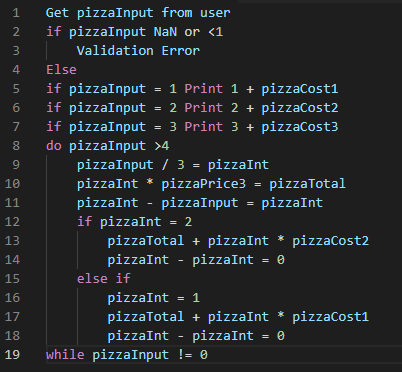 1 Get pizzaInput from user
2 if pizzaInput NaN or <1
3 Validation Error
4 Else
5 if pizzaInput = 1 Print 1 + pizzaCost1
6 if pizzaInput = 2 Print 2 + pizzaCost2
7 if pizzaInput = 3 Print 3 + pizzaCost3
8 do pizzaInput >4
9 pizzaInput / 3 = pizzaInt
10 pizzaInt * pizzaPrice3 = pizzaTotal
11 pizzaInt - pizzaInput = pizzaInt
12 if pizzaInt = 2
13 pizzaTotal + pizzaInt * pizzaCost2
14 pizzaInt - pizzaInt = 0
15 else if
16 pizzaInt = 1
17 pizzaTotal + pizzaInt * pizzaCost1
18 pizzaInt - pizzaInt = 0
19 while pizzaInput != 0